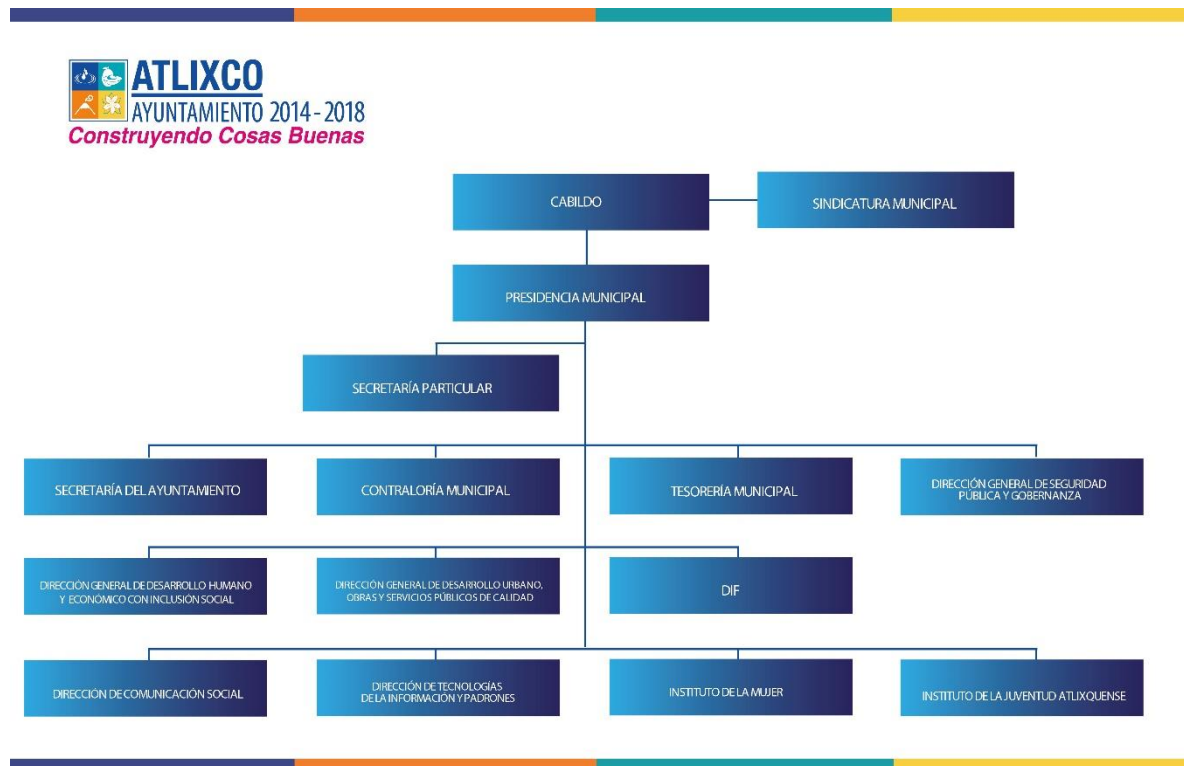 ATLIXCO
AYUNTAMIENTO 2014-2018
Construyendo Cosas Buenas
CABILDO
SINDICATURA MUNICIPAL
PRESIDENCIA MUNICIPAL
SECRETARÍA PARTICULAR
SECRETARÍA DEL AYUNTAMIENTO
CONTRALORÍA MUNICIPAL
TESORERÍA MUNICIPAL
DIRECCIÓN GENERAL DE SEGURIDAD
PÚBLICA Y GOBERNANZA
DIRECCIÓN GENERAL DE DESARROLLO HUMANO
Y ECONÓMICO CON INCLUSIÓN SOCIAL
DIRECCIÓN GENERAL DE DESARROLLO URBANO,
OBRAS Y SERVICIOS PÚBLICOS DE CALIDAD
DIF
DIRECCIÓN DE COMUNICACIÓN SOCIAL
DIRECCIÓN DE TECNOLOGÍAS
DE LA INFORMACIÓN Y PADRONES
INSTITUTO DE LA MUJER
INSTITUTO DE LA JUVENTUD ATLIXQUENSE